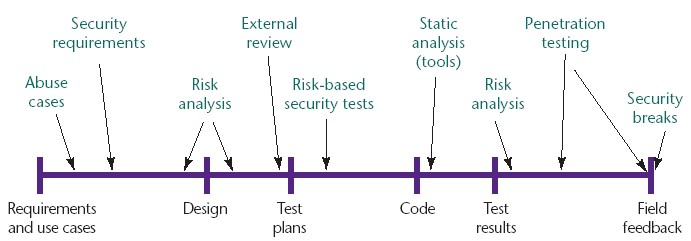 Security
requirements
External
review
Static
analysis
(tools)
Penetration
testing
Abuse
cases
Risk
analysis
Risk-based
security tests
Risk
analysis
Security
breaks
Requirements
and use cases
Design
Test
plans
Code
Test
results
Field
feedback